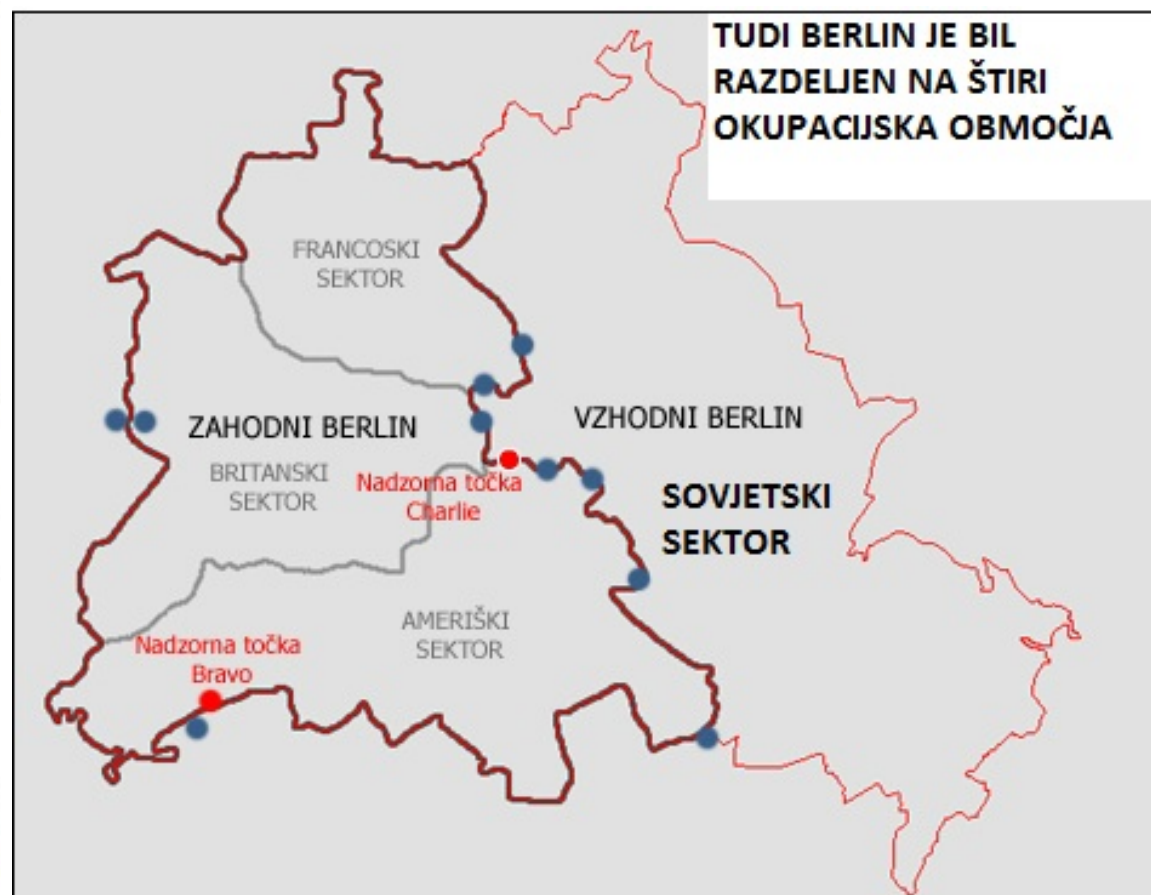 TUDI BERLIN JE BIL
RAZDELJEN NA ŠTIRI
OKUPACIJSKA OBMOČJA
FRANCOSKI
SEKTOR
ZAHODNI BERLIN
VZHODNI BERLIN
BRITANSKI
SEKTOR
Nadzorna točka
Charlie
SOVJETSKI
SEKTOR
AMERIŠKI
SEKTOR
Nadzorna točka
Bravo